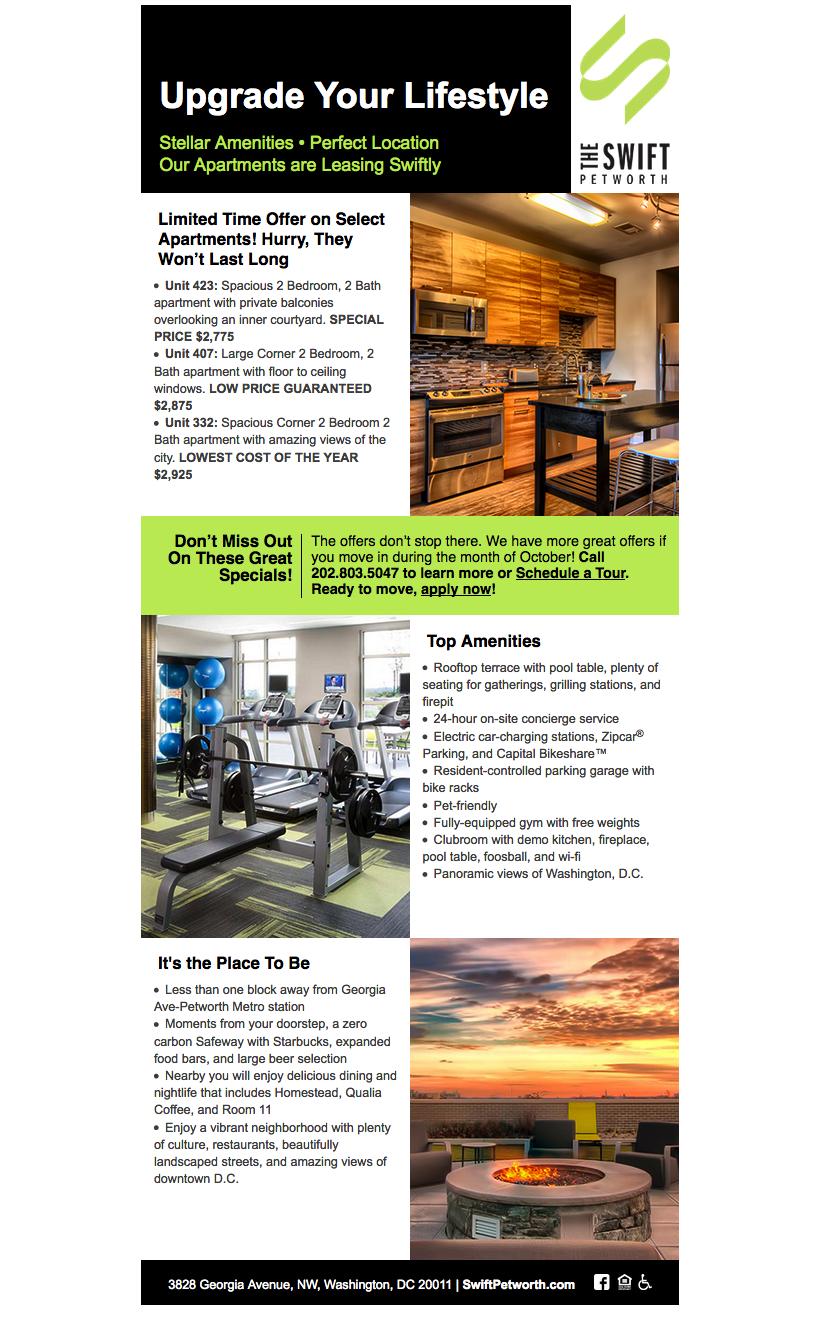 Upgrade Your Lifestyle
Stellar Amenities • Perfect Location
Our Apartments are Leasing Swiftly
THE SWIFT
PETWORTH
Limited Time Offer on Select
Apartments! Hurry, They
Won’t Last Long
• Unit 423: Spacious 2 Bedroom, 2 Bath
apartment with private balconies
overlooking an inner courtyard. SPECIAL
PRICE $2,775
• Unit 407: Large Corner 2 Bedroom, 2
Bath apartment with floor to ceiling
windows. LOW PRICE GUARANTEED
$2,875
• Unit 332: Spacious Corner 2 Bedroom 2
Bath apartment with amazing views of the
city. LOWEST COST OF THE YEAR
$2,925
Don’t Miss Out
On These Great
Specials!
The offers don’t stop there. We have more great offers if
you move in during the month of October! Call
202.803.5047 to learn more or Schedule a Tour.
Ready to move, apply now!
Top Amenities
• Rooftop terrace with pool table, plenty of
seating for gatherings, grilling stations, and
firepit
• 24-hour on-site concierge service
• Electric car-charging stations, Zipcar®
Parking, and Capital Bikeshare™
• Resident-controlled parking garage with
bike racks
• Pet-friendly
• Fully-equipped gym with free weights
• Clubroom with demo kitchen, fireplace,
pool table, foosball, and wi-fi
• Panoramic views of Washington, D.C.
It's the Place To Be
• Less than one block away from Georgia
Ave-Petworth Metro station
• Moments from your doorstep, a zero
carbon Safeway with Starbucks, expanded
food bars, and large beer selection
• Nearby you will enjoy delicious dining and
nightlife that includes Homestead, Qualia
Coffee, and Room 11
• Enjoy a vibrant neighborhood with plenty
of culture, restaurants, beautifully
landscaped streets, and amazing views of
downtown D.C.
3828 Georgia Avenue, NW, Washington, DC 20011 | SwiftPetworth.com